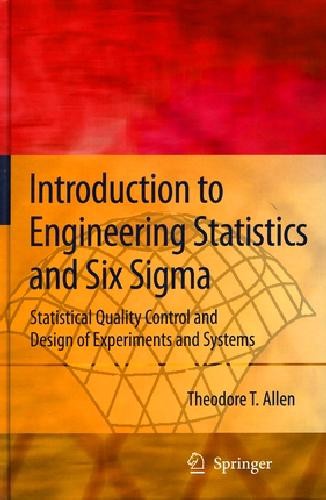 Introduction to
Engineering Statistics
and Six Sigma
Statistical Quality Control and
Design of Experiments and Systems
Theodore T. Allen
Springer